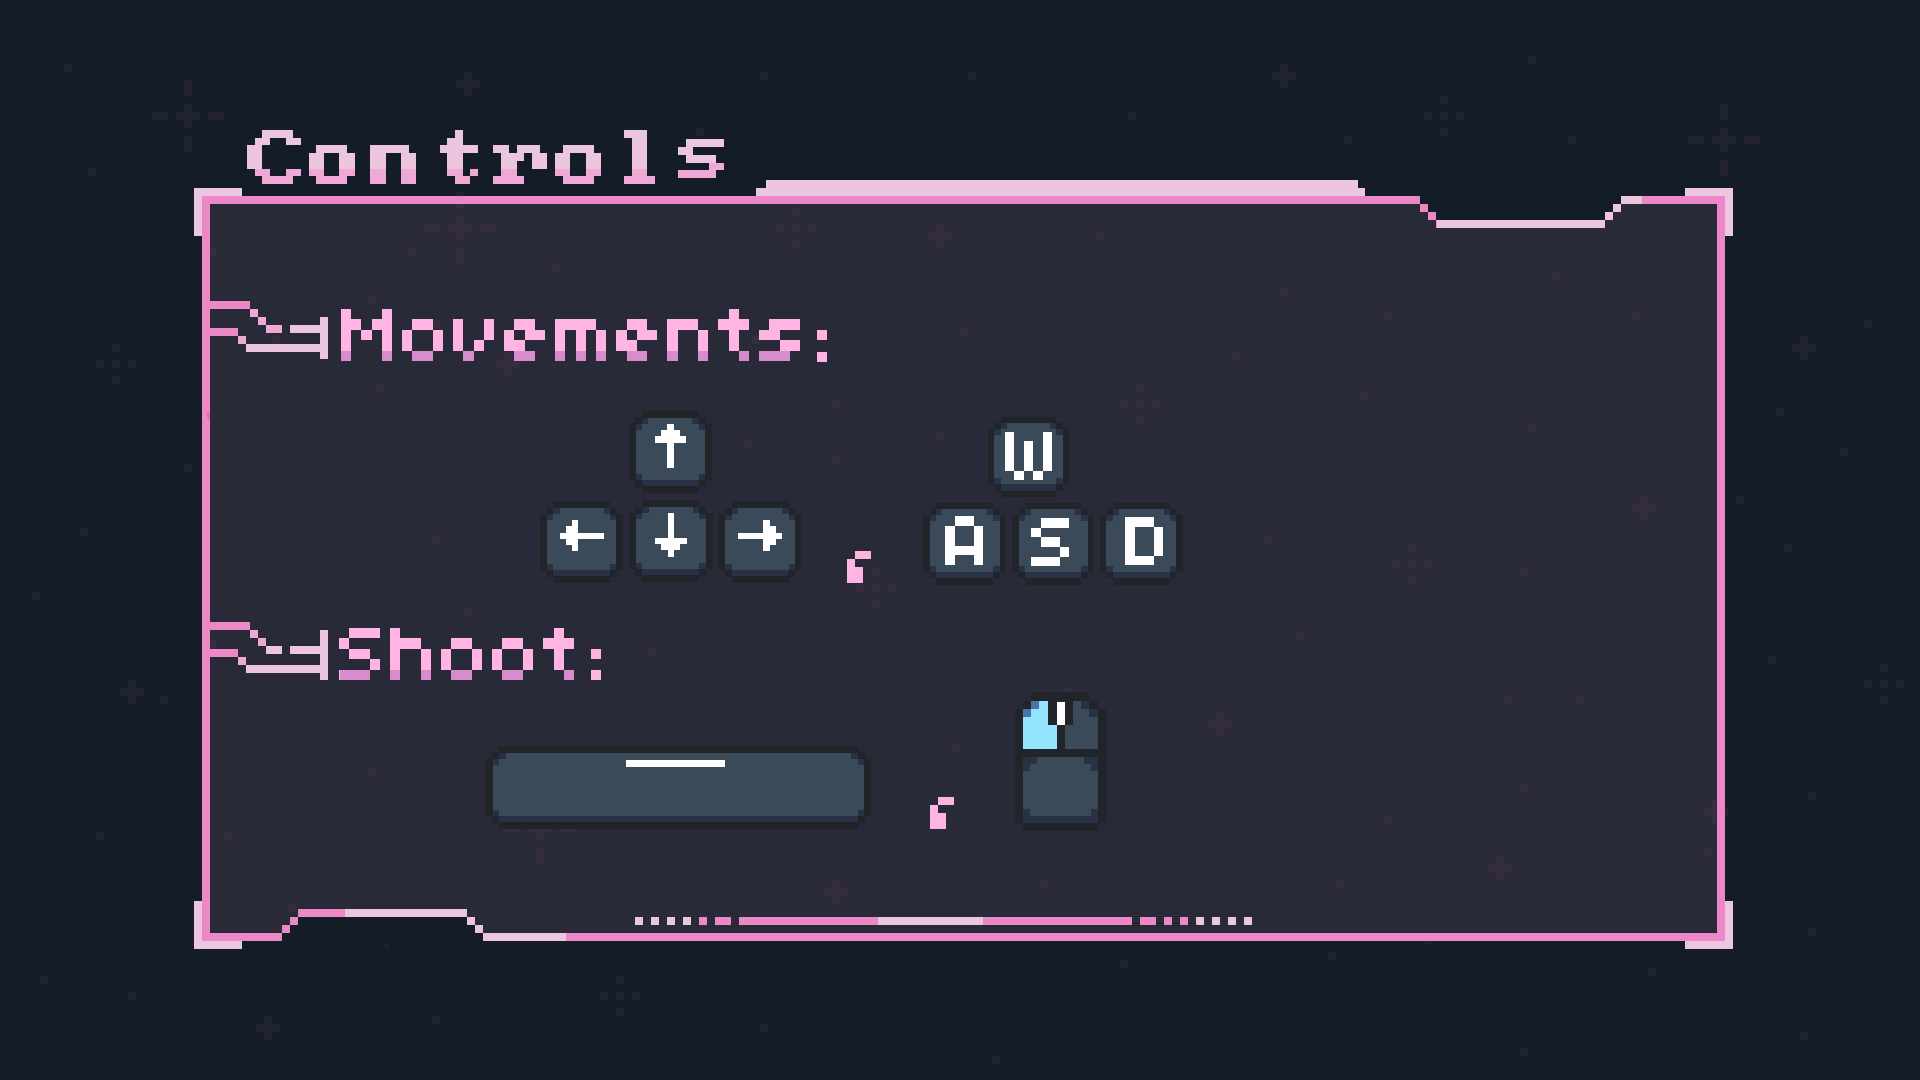 Controls
Movements:
↑ W
← ↓ → , A S D
Shoot:
,